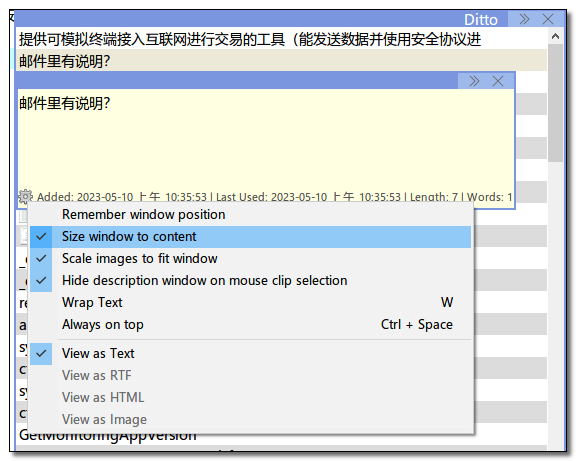 Ditto
提供可模拟终端接入互联网进行交易的工具（能发送数据并使用安全协议进
邮件里有说明？
邮件里有说明？
Added: 2023-05-10 上午 10:35:53 | Last Used: 2023-05-10 上午 10:35:53 | Length: 7 | Words: 1
Remember window position
Size window to content
Scale images to fit window
Hide description window on mouse clip selection
Wrap Text W
Always on top Ctrl + Space
View as Text
View as RTF
View as HTML
View as Image
GetMonitoringAppVersion